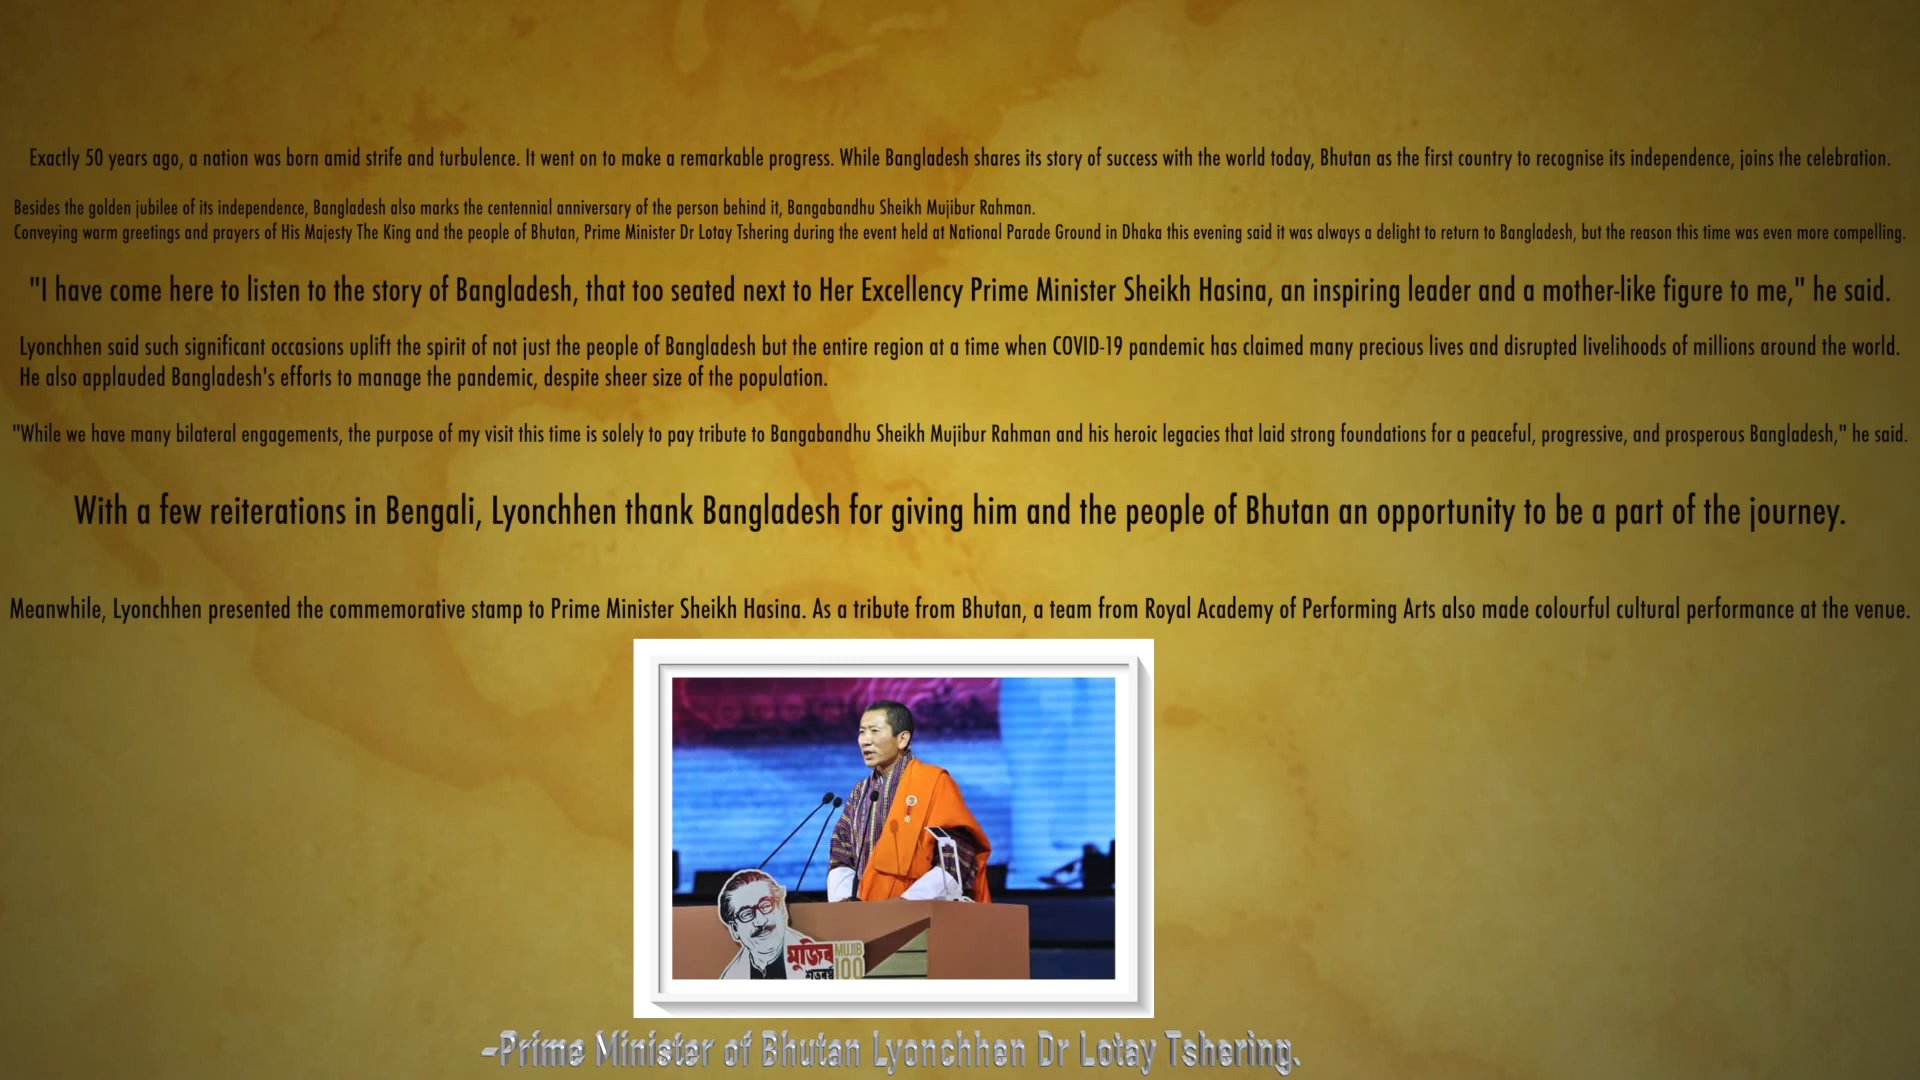 Exactly 50 years ago, a nation was born amid strife and turbulence. It went on to make a remarkable progress. While Bangladesh shares its story of success with the world today, Bhutan as the first country to recognise its independence, joins the celebration.
Besides the golden jubilee of its independence, Bangladesh also marks the centennial anniversary of the person behind it, Bangabandhu Sheikh Mujibur Rahman.
Conveying warm greetings and prayers of His Majesty The King and the people of Bhutan, Prime Minister Dr Lotay Tshering during the event held at National Parade Ground in Dhaka this evening said it was always a delight to return to Bangladesh, but the reason this time was even more compelling.
"I have come here to listen to the story of Bangladesh, that too seated next to Her Excellency Prime Minister Sheikh Hasina, an inspiring leader and a mother-like figure to me," he said.
Lyonchhen said such significant occasions uplift the spirit of not just the people of Bangladesh but the entire region at a time when COVID-19 pandemic has claimed many precious lives and disrupted livelihoods of millions around the world.
He also applauded Bangladesh's efforts to manage the pandemic, despite sheer size of the population.
"While we have many bilateral engagements, the purpose of my visit this time is solely to pay tribute to Bangabandhu Sheikh Mujibur Rahman and his heroic legacies that laid strong foundations for a peaceful, progressive, and prosperous Bangladesh," he said.
With a few reiterations in Bengali, Lyonchhen thank Bangladesh for giving him and the people of Bhutan an opportunity to be a part of the journey.
Meanwhile, Lyonchhen presented the commemorative stamp to Prime Minister Sheikh Hasina. As a tribute from Bhutan, a team from Royal Academy of Performing Arts also made colourful cultural performance at the venue.
মুজিব MUJIB
শতবর্ষ 100
-Prime Minister of Bhutan Lyonchhen Dr Lotay Tshering.